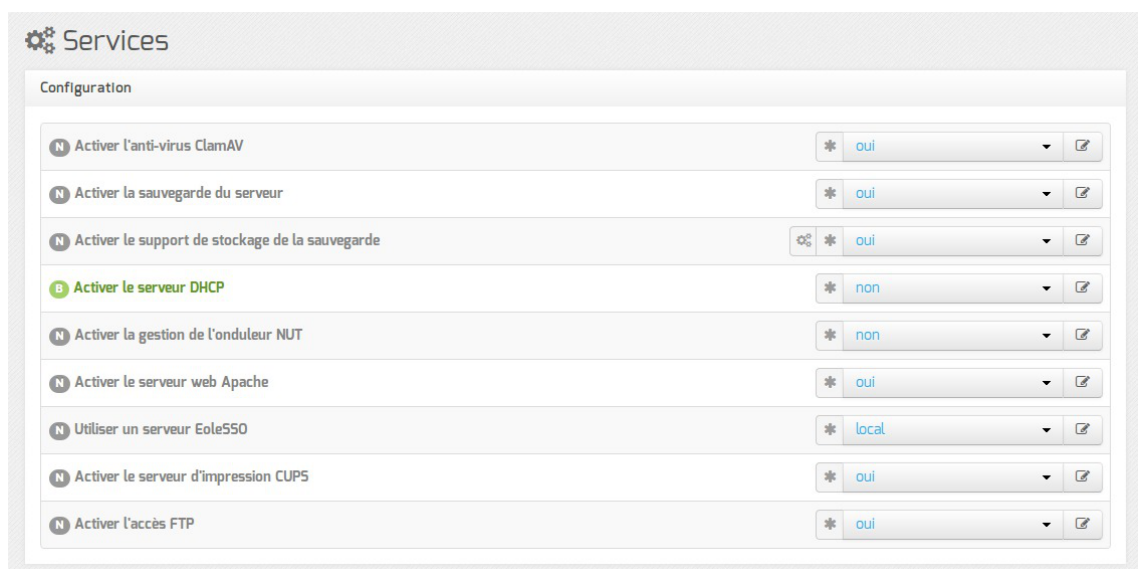 Services
Configuration
N Activer l'anti-virus ClamAV oui
N Activer la sauvegarde du serveur oui
N Activer le support de stockage de la sauvegarde oui
B Activer le serveur DHCP non
N Activer la gestion de l'onduleur NUT non
N Activer le serveur web Apache oui
N Utiliser un serveur EoleSSO local
N Activer le serveur d'impression CUPS oui
N Activer l'accès FTP oui